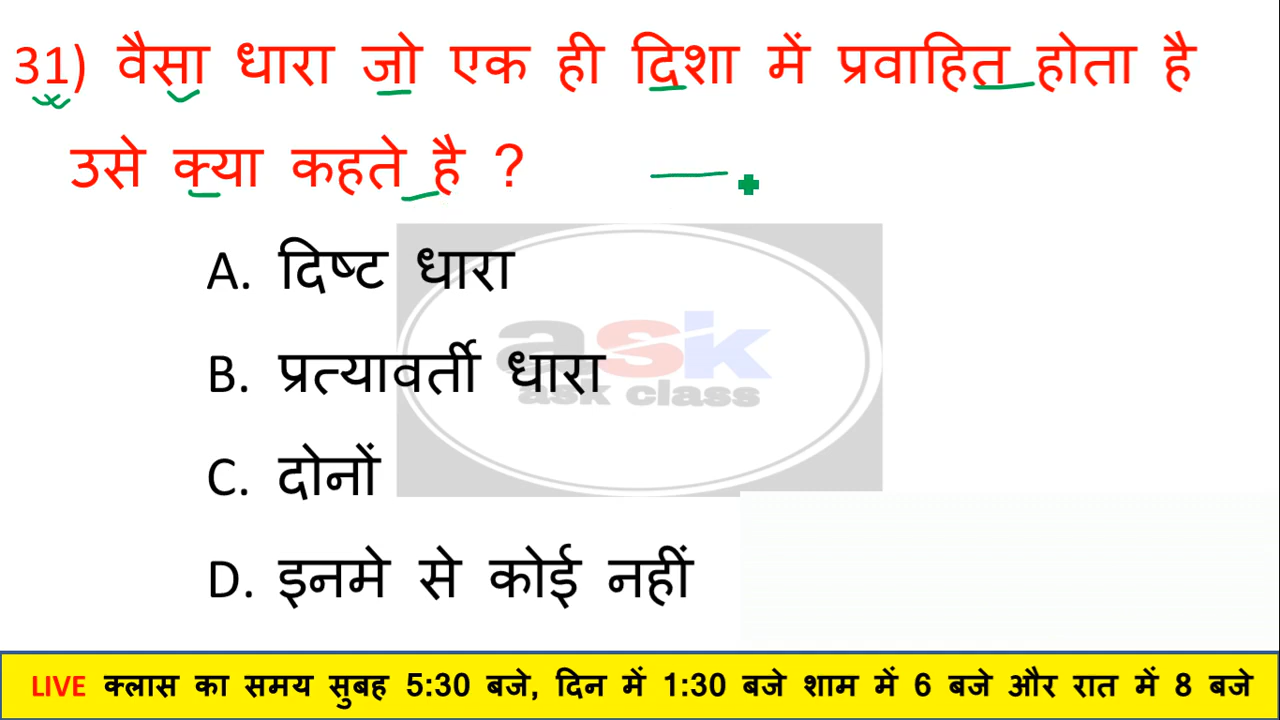 31) वैसा धारा जो एक ही दिशा में प्रवाहित होता है
उसे क्या कहते है ?
A. दिष्ट धारा
B. प्रत्यावर्ती धारा
ask
ask class
C. दोनों
D. इनमे से कोई नहीं
LIVE क्लास का समय सुबह 5:30 बजे, दिन में 1:30 बजे शाम में 6 बजे और रात में 8 बजे